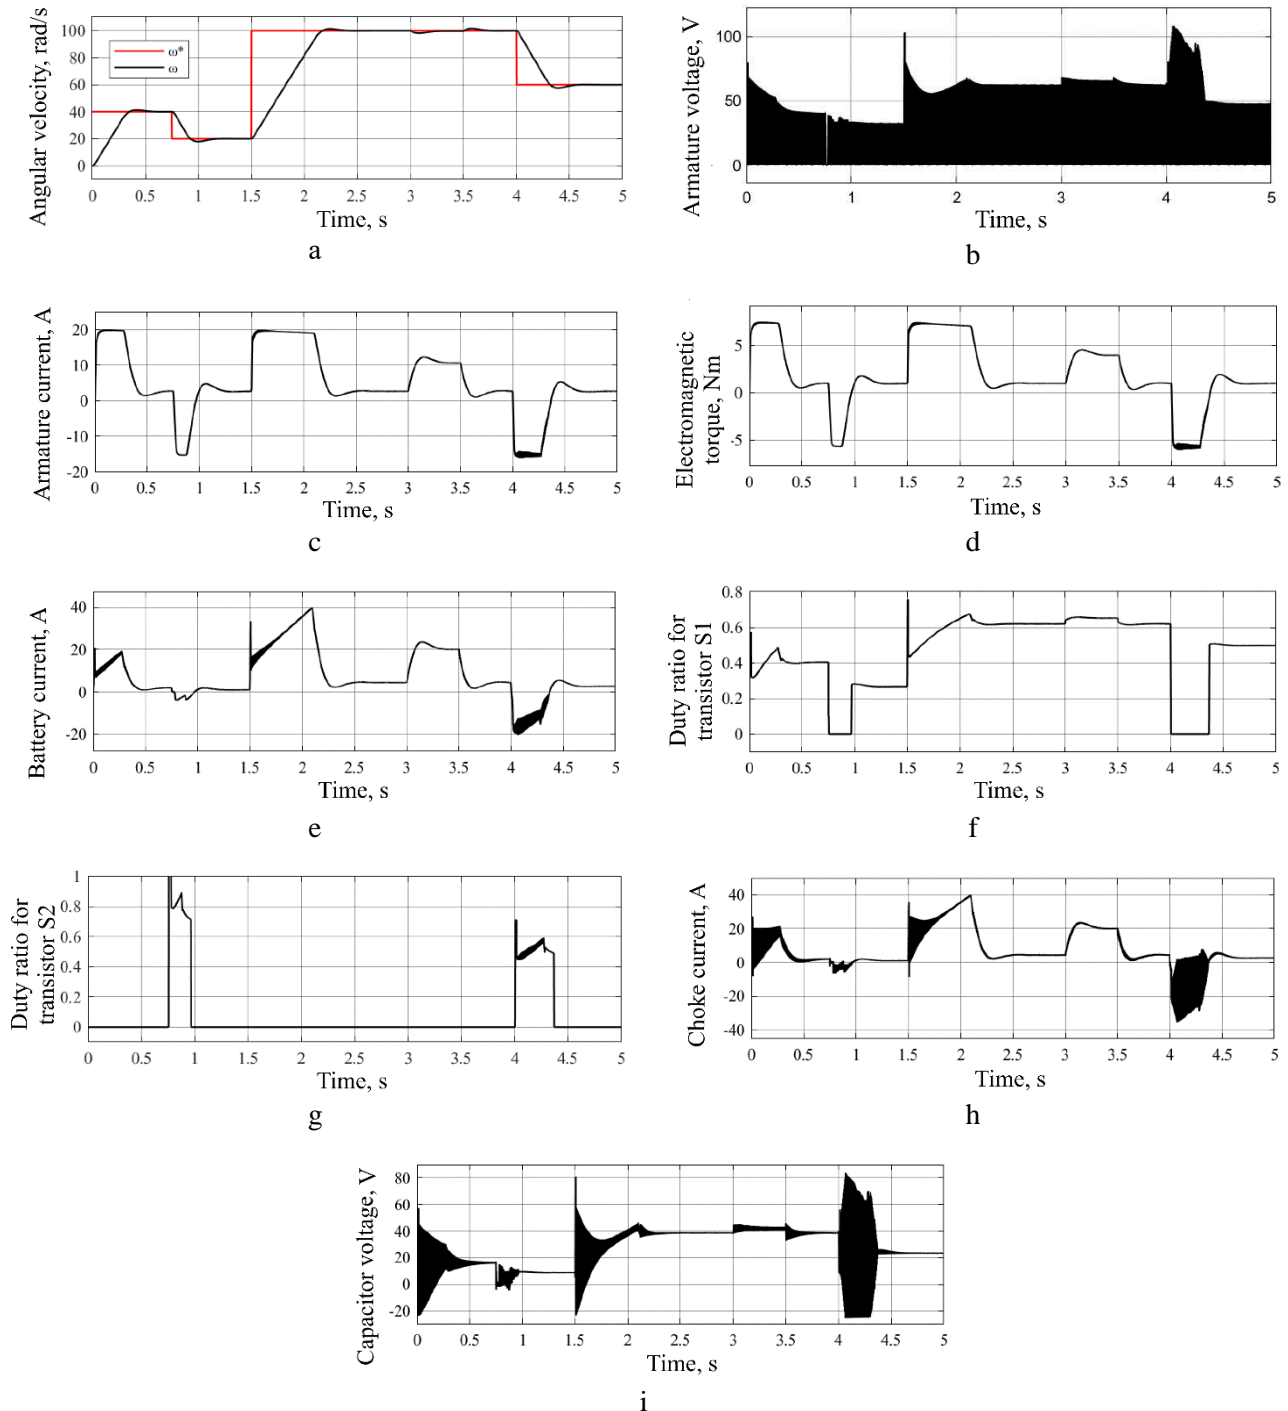 Angular velocity, rad/s
100
80
60
40
20
0
ω*
ω
0 0.5 1 1.5 2 2.5 3 3.5 4 4.5 5
Time, s
a
Armature voltage, V
100
50
0
0 1 2 3 4 5
Time, s
b
Armature current, A
20
10
0
-10
-20
0 0.5 1 1.5 2 2.5 3 3.5 4 4.5 5
Time, s
c
Electromagnetic
torque, Nm
5
0
-5
0 0.5 1 1.5 2 2.5 3 3.5 4 4.5 5
Time, s
d
Battery current, A
40
20
0
-20
0 0.5 1 1.5 2 2.5 3 3.5 4 4.5 5
Time, s
e
Duty ratio for
transistor S1
0.8
0.6
0.4
0.2
0
0 0.5 1 1.5 2 2.5 3 3.5 4 4.5 5
Time, s
f
Duty ratio for
transistor S2
1
0.8
0.6
0.4
0.2
0
0 0.5 1 1.5 2 2.5 3 3.5 4 4.5 5
Time, s
g
Choke current, A
40
20
0
-20
-40
0 0.5 1 1.5 2 2.5 3 3.5 4 4.5 5
Time, s
h
Capacitor voltage, V
80
60
40
20
0
-20
0 0.5 1 1.5 2 2.5 3 3.5 4 4.5 5
Time, s
i